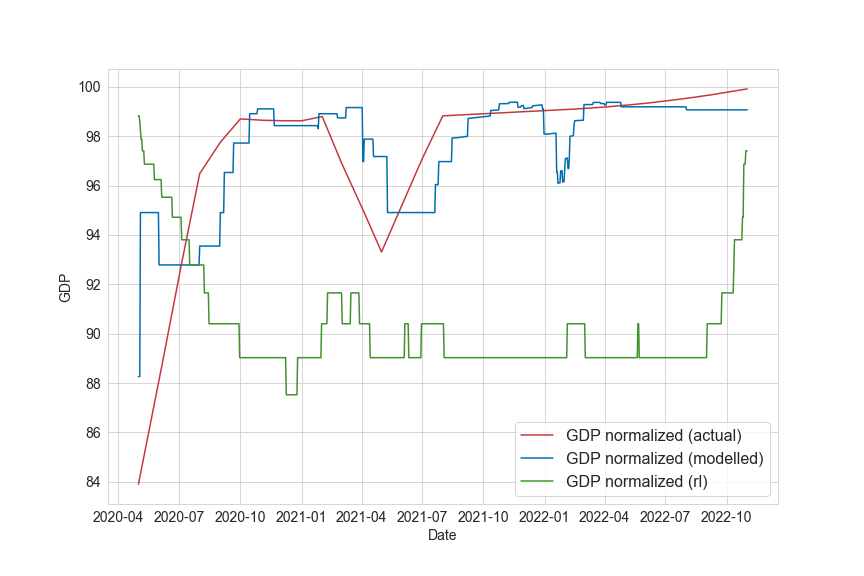 100
98
96
94
92
90
88
86
84
GDP
GDP normalized (actual)
GDP normalized (modelled)
GDP normalized (rl)
2020-04 2020-07 2020-10 2021-01 2021-04 2021-07 2021-10 2022-01 2022-04 2022-07 2022-10
Date